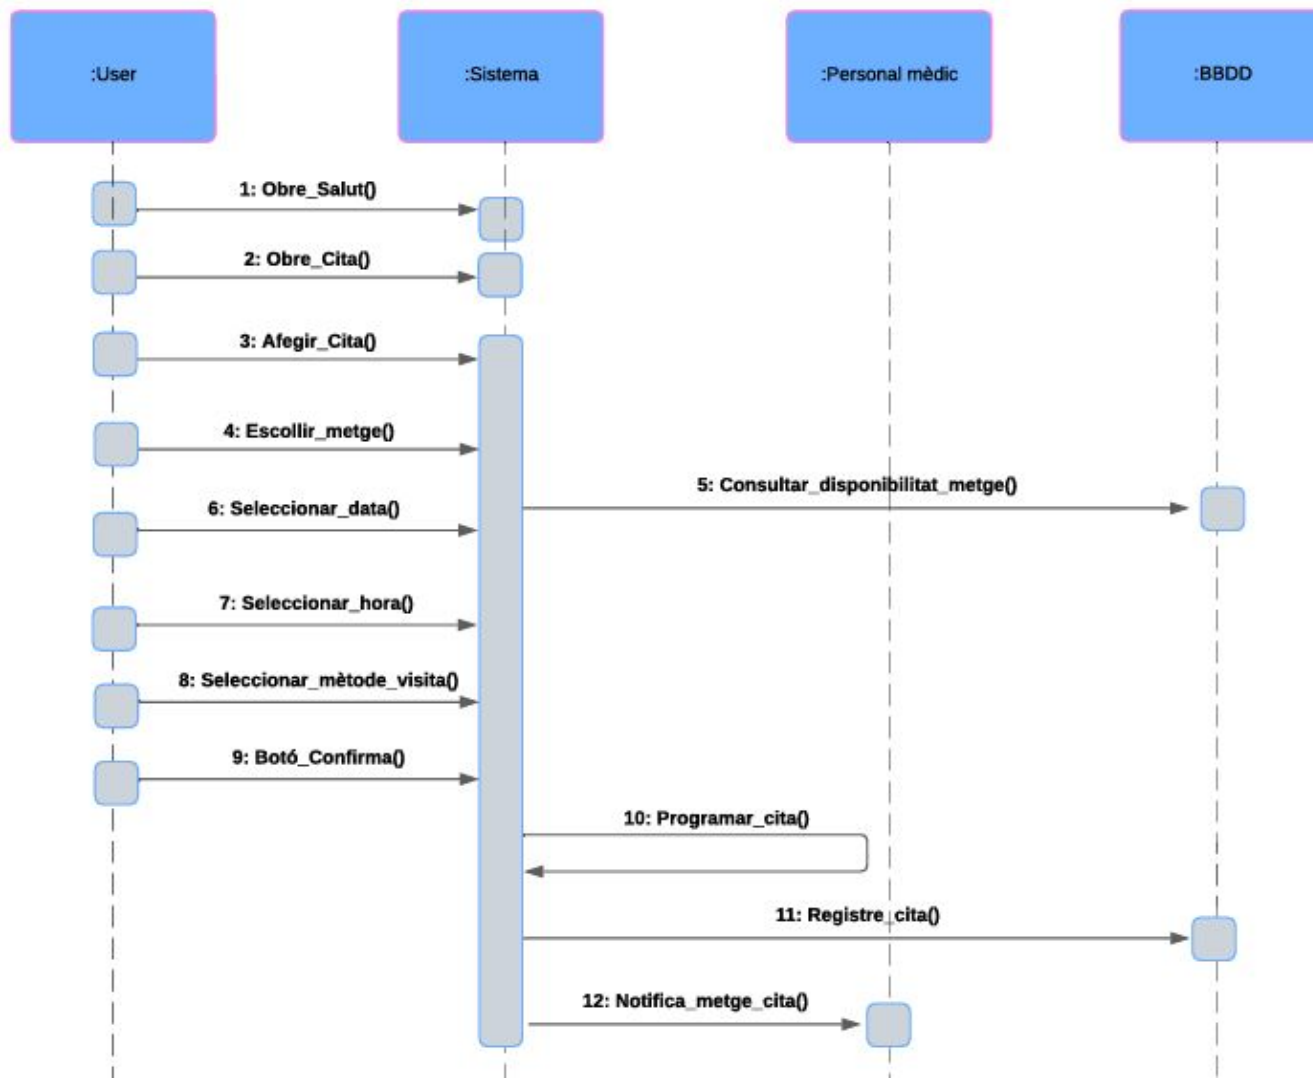 :User
:Sistema
:Personal mèdic
:BBDD
1: Obre_Salut()
2: Obre_Cita()
3: Afegir_Cita()
4: Escollir_metge()
5: Consultar_disponibilitat_metge()
6: Seleccionar_data()
7: Seleccionar_hora()
8: Seleccionar_mètode_visita()
9: Botó_Confirma()
10: Programar_cita()
11: Registre_cita()
12: Notifica_metge_cita()